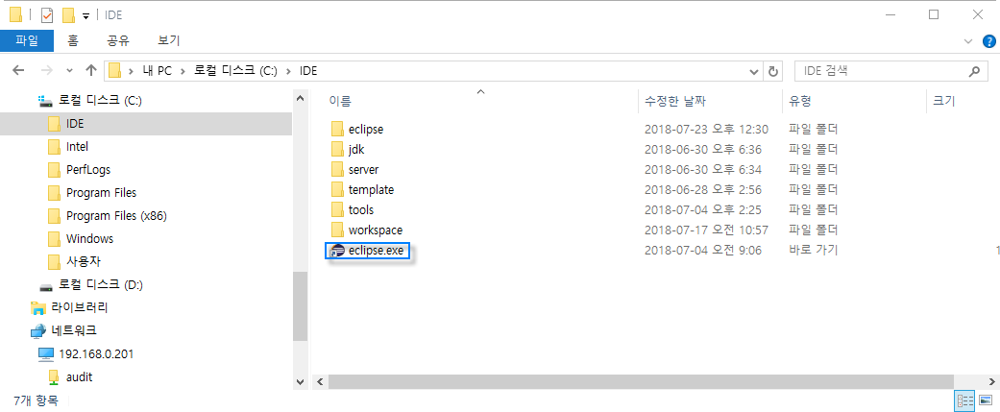 IDE
파일 홈 공유 보기
내 PC 로컬 디스크 (C:) IDE
IDE 검색
로컬 디스크 (C:)
IDE
Intel
PerfLogs
Program Files
Program Files (x86)
Windows
사용자
로컬 디스크 (D:)
라이브러리
네트워크
192.168.0.201
audit
이름 수정한 날짜 유형 크기
eclipse 2018-07-23 오후 12:30 파일 폴더
jdk 2018-06-30 오후 6:36 파일 폴더
server 2018-06-30 오후 6:34 파일 폴더
template 2018-06-28 오후 2:56 파일 폴더
tools 2018-07-04 오후 2:25 파일 폴더
workspace 2018-07-17 오전 10:57 파일 폴더
eclipse.exe 2018-07-04 오전 9:06 바로 가기 1
7개 항목